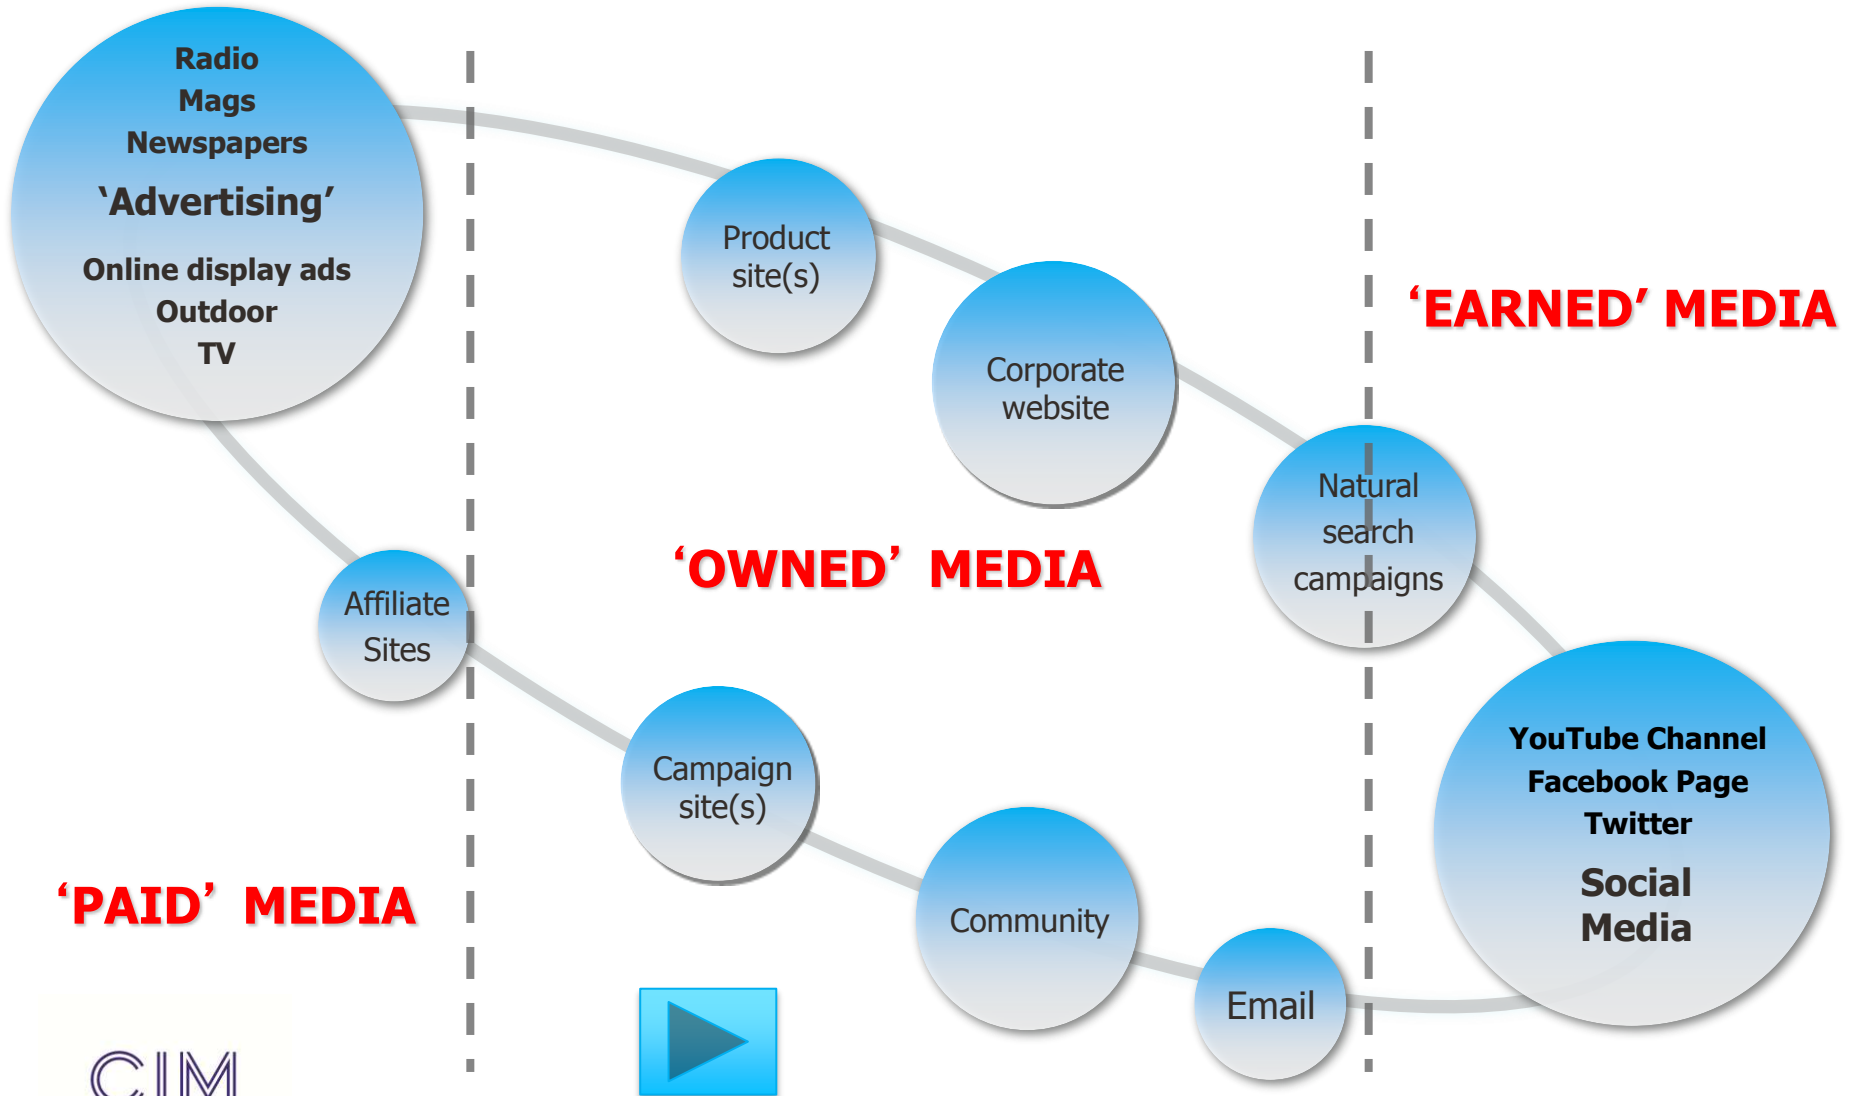 Radio
Mags
Newspapers
‘Advertising’
Online display ads
Outdoor
TV
Product
site(s)
Corporate
website
‘EARNED’ MEDIA
Natural
search
campaigns
‘OWNED’ MEDIA
Affiliate
Sites
Campaign
site(s)
Community
Email
YouTube Channel
Facebook Page
Twitter
Social
Media
‘PAID’ MEDIA
CIM